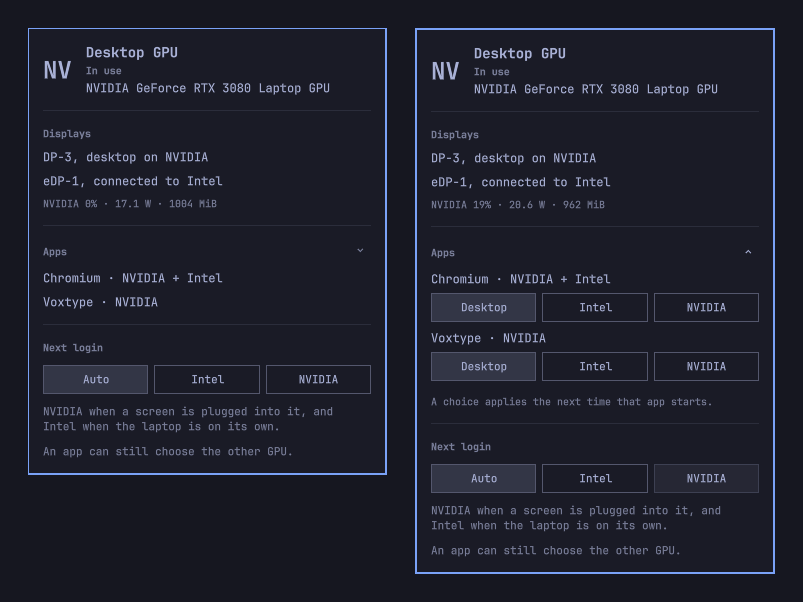 NV
Desktop GPU
In use
NVIDIA GeForce RTX 3080 Laptop GPU
Displays
DP-3, desktop on NVIDIA
eDP-1, connected to Intel
NVIDIA 0% · 17.1 W · 1004 MiB
Apps
Chromium · NVIDIA + Intel
Voxtype · NVIDIA
Next login
Auto Intel NVIDIA
NVIDIA when a screen is plugged into it, and
Intel when the laptop is on its own.
An app can still choose the other GPU.
NV
Desktop GPU
In use
NVIDIA GeForce RTX 3080 Laptop GPU
Displays
DP-3, desktop on NVIDIA
eDP-1, connected to Intel
NVIDIA 19% · 20.6 W · 962 MiB
Apps
Chromium · NVIDIA + Intel
Desktop Intel NVIDIA
Voxtype · NVIDIA
Desktop Intel NVIDIA
A choice applies the next time that app starts.
Next login
Auto Intel NVIDIA
NVIDIA when a screen is plugged into it, and
Intel when the laptop is on its own.
An app can still choose the other GPU.